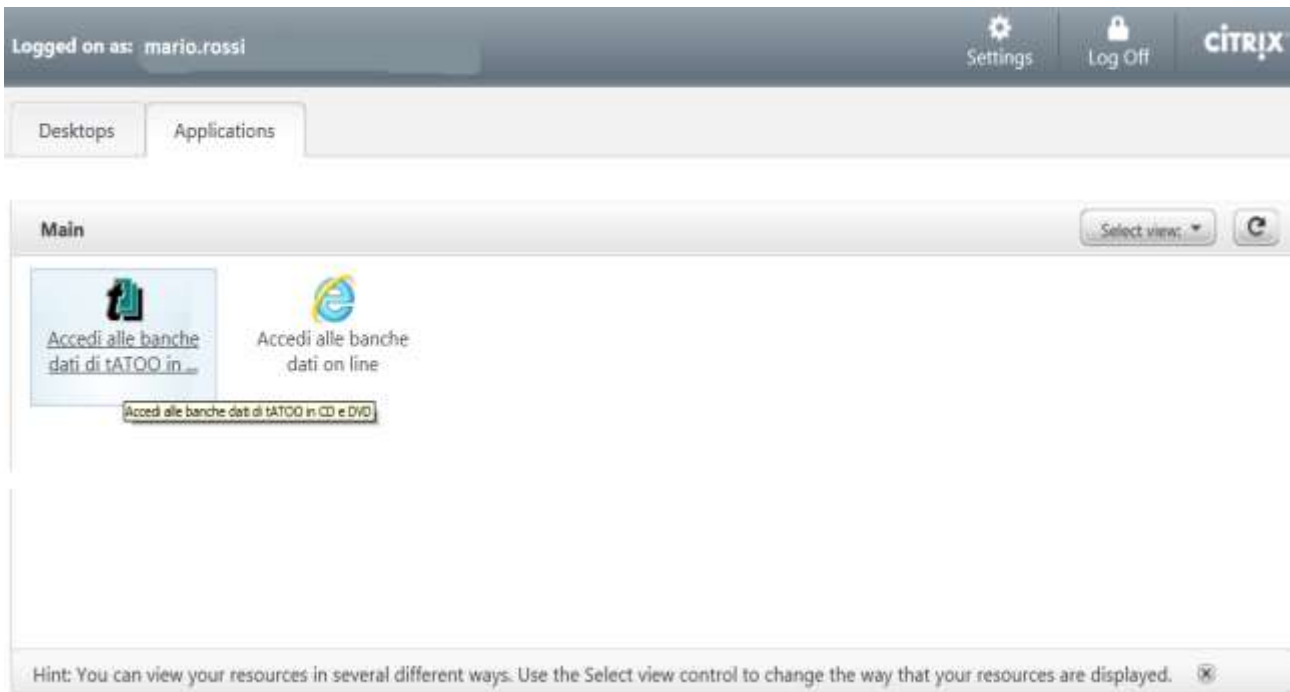 Logged on as: mario.rossi
Settings
Log Off
CİTRIX
Desktops
Applications
Main
Select view:
Accedi alle banche
dati di tATOO in ...
Accedi alle banche
dati on line
Accedi alle banche dati di tATOO in CD e DVD
Hint: You can view your resources in several different ways. Use the Select view control to change the way that your resources are displayed.